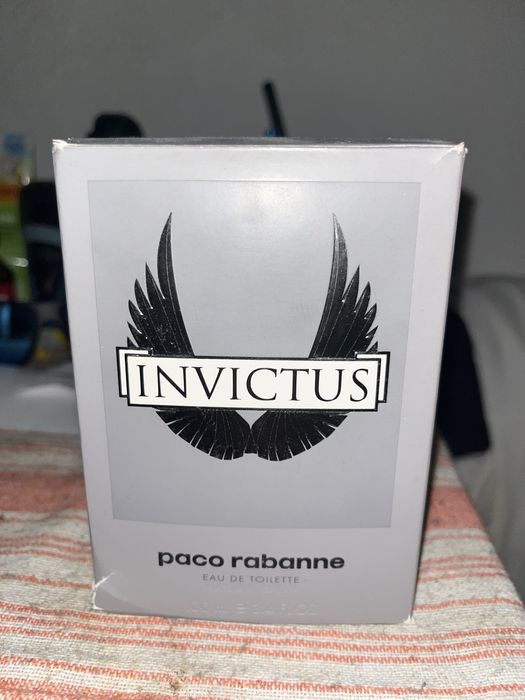 INVICTUS
paco rabanne
EAU DE TOILETTE